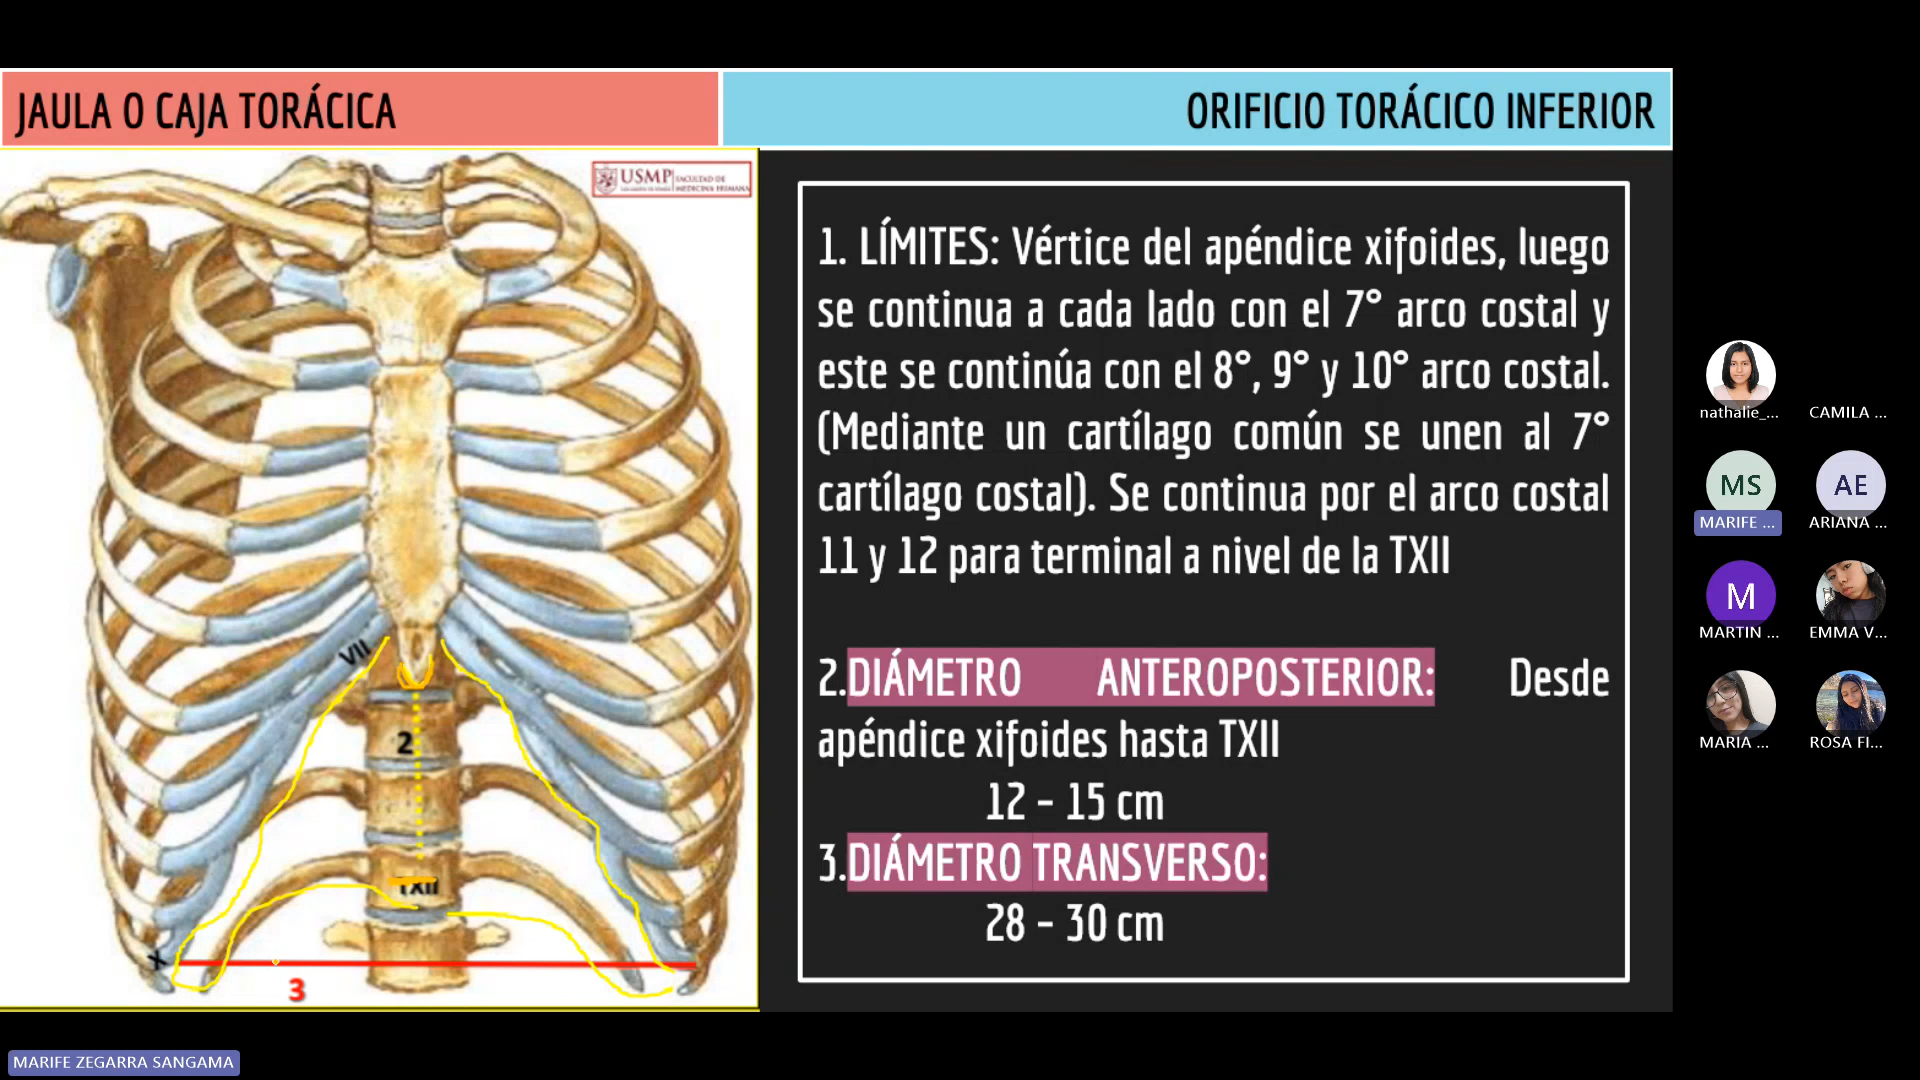 JAULA O CAJA TORÁCICA
ORIFICIO TORÁCICO INFERIOR
USMP FACULTAD DE
MEDICINA HUMANA
1. LÍMITES: Vértice del apéndice xifoides, luego
se continua a cada lado con el 7° arco costal y
este se continúa con el 8°, 9° y 10° arco costal.
(Mediante un cartílago común se unen al 7°
cartílago costal). Se continua por el arco costal
11 y 12 para terminal a nivel de la TXII
2.DIÁMETRO ANTEROPOSTERIOR: Desde
apéndice xifoides hasta TXII
12 – 15 cm
3.DIÁMETRO TRANSVERSO:
28 – 30 cm
VII
2
TXII
X
3
nathalie_...
CAMILA ...
MS
MARIFE ...
AE
ARIANA ...
M
MARTIN ...
EMMA V...
MARIA ...
ROSA FI...
MARIFE ZEGARRA SANGAMA